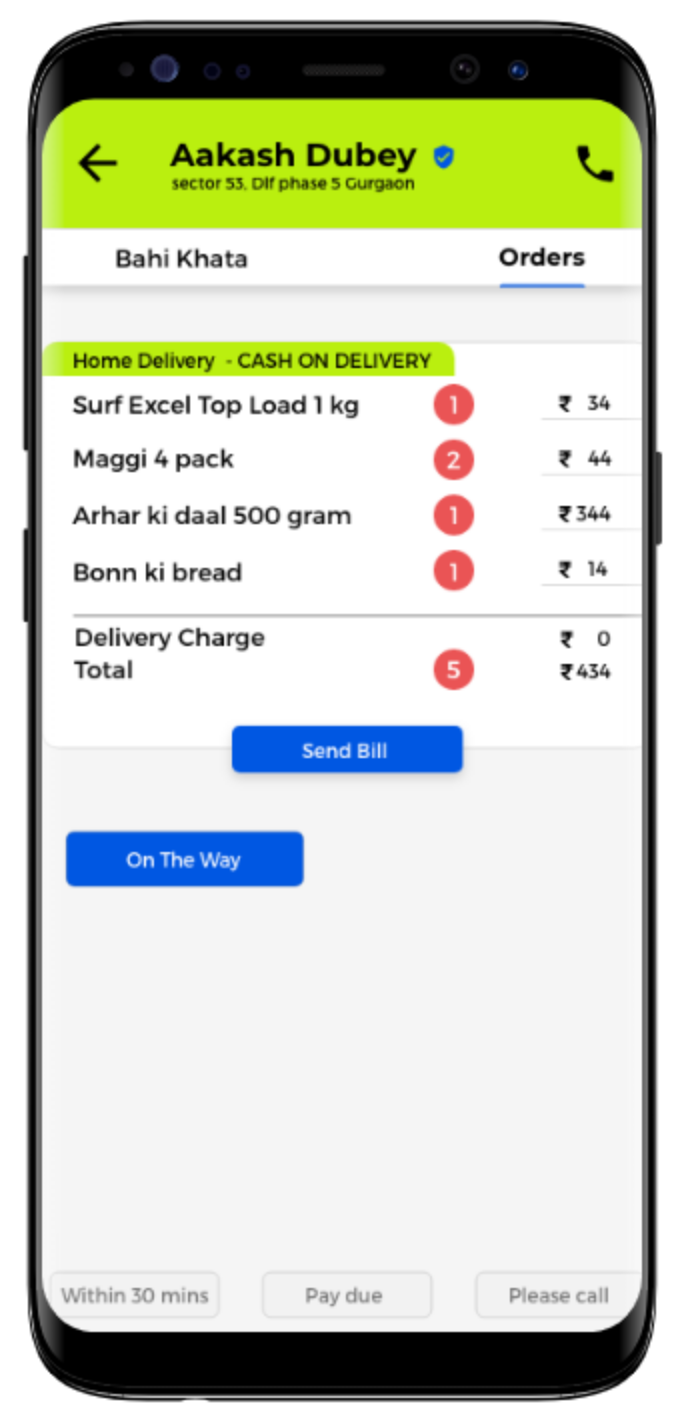 Aakash Dubey
sector 53, Dlf phase 5 Gurgaon
Bahi Khata Orders
Home Delivery - CASH ON DELIVERY
Surf Excel Top Load 1 kg 1 ₹ 34
Maggi 4 pack 2 ₹ 44
Arhar ki daal 500 gram 1 ₹ 344
Bonn ki bread 1 ₹ 14
Delivery Charge ₹ 0
Total 5 ₹ 434
Send Bill
On The Way
Within 30 mins Pay due Please call